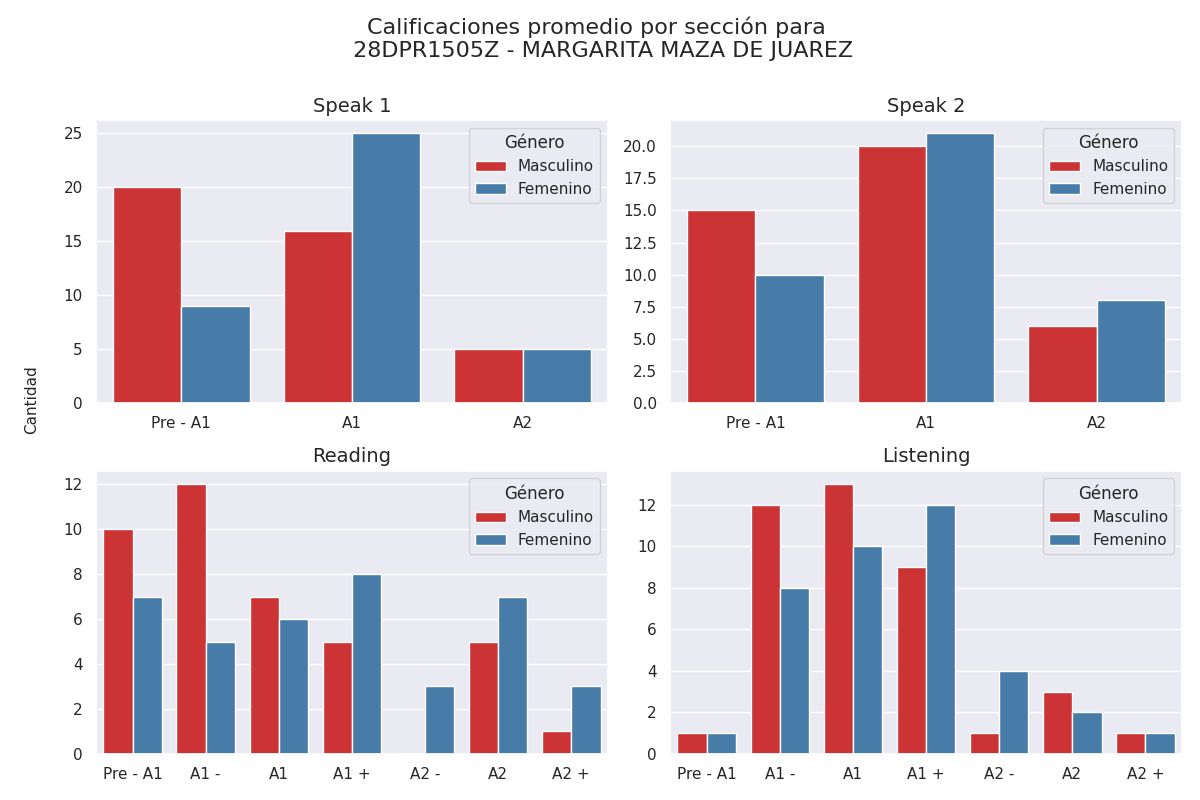 Calificaciones promedio por sección para
28DPR1505Z - MARGARITA MAZA DE JUAREZ
Cantidad
Speak 1
25
20
15
10
5
0
Pre - A1 A1 A2
Género
Masculino
Femenino
Speak 2
20.0
17.5
15.0
12.5
10.0
7.5
5.0
2.5
0.0
Pre - A1 A1 A2
Género
Masculino
Femenino
Reading
12
10
8
6
4
2
0
Pre - A1 A1 - A1 A1 + A2 - A2 A2 +
Género
Masculino
Femenino
Listening
12
10
8
6
4
2
0
Pre - A1 A1 - A1 A1 + A2 - A2 A2 +
Género
Masculino
Femenino